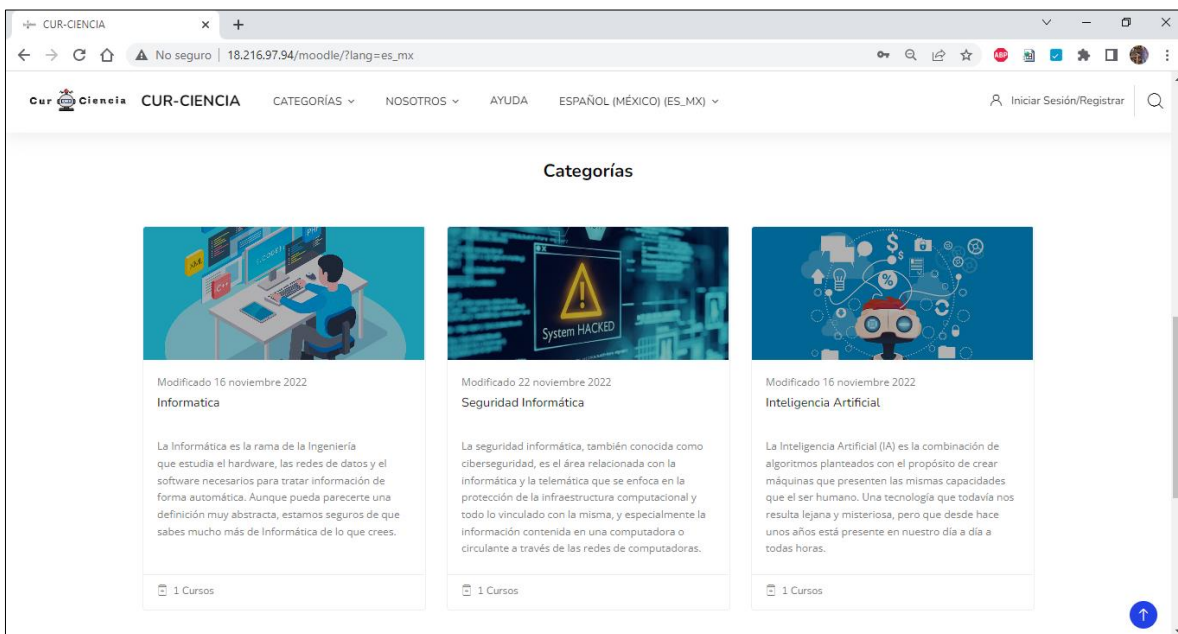 CUR-CIENCIA
No seguro | 18.216.97.94/moodle/?lang=es_mx
ABP
Cur Ciencia CUR-CIENCIA CATEGORÍAS NOSOTROS AYUDA ESPAÑOL (MÉXICO) (ES_MX) Iniciar Sesión/Registrar
Categorías
XML
C++
PHP
System HACKED
Modificado 16 noviembre 2022
Informatica
La Informática es la rama de la Ingeniería
que estudia el hardware, las redes de datos y el
software necesarios para tratar información de
forma automática. Aunque pueda parecerte una
definición muy abstracta, estamos seguros de que
sabes mucho más de Informática de lo que crees.
1 Cursos
Modificado 22 noviembre 2022
Seguridad Informática
La seguridad informática, también conocida como
ciberseguridad, es el área relacionada con la
informática y la telemática que se enfoca en la
protección de la infraestructura computacional y
todo lo vinculado con la misma, y especialmente la
información contenida en una computadora o
circulante a través de las redes de computadoras.
1 Cursos
Modificado 16 noviembre 2022
Inteligencia Artificial
La Inteligencia Artificial (IA) es la combinación de
algoritmos planteados con el propósito de crear
máquinas que presenten las mismas capacidades
que el ser humano. Una tecnología que todavía nos
resulta lejana y misteriosa, pero que desde hace
unos años está presente en nuestro día a día a
todas horas.
1 Cursos